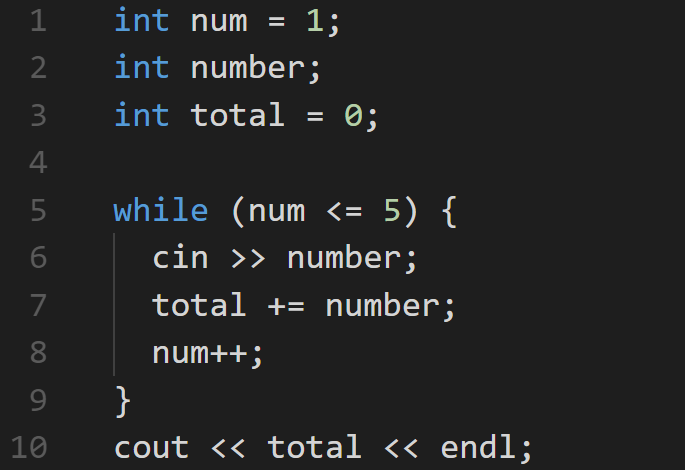 1 int num = 1;
2 int number;
3 int total = 0;
4
5 while (num <= 5) {
6   cin >> number;
7   total += number;
8   num++;
9 }
10 cout << total << endl;